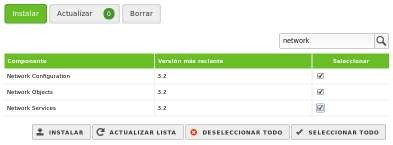 Instalar Actualizar 0 Borrar
network
Componente Versión más reciente Seleccionar
Network Configuration 3.2
Network Objects 3.2
Network Services 3.2
INSTALAR ACTUALIZAR LISTA DESELECCIONAR TODO SELECCIONAR TODO